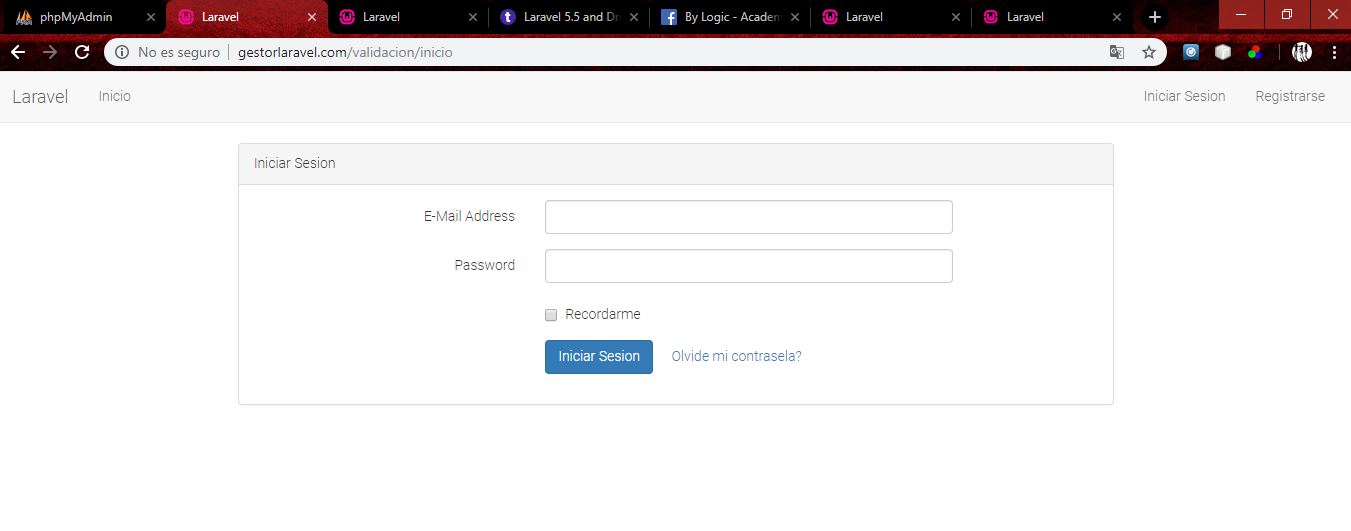 phpMyAdmin
Laravel
Laravel
Laravel 5.5 and Dr
By Logic - Academ
Laravel
Laravel
No es seguro | gestorlaravel.com/validacion/inicio
Laravel Inicio Iniciar Sesion Registrarse
Iniciar Sesion
E-Mail Address
Password
Recordarme
Iniciar Sesion Olvide mi contrasela?